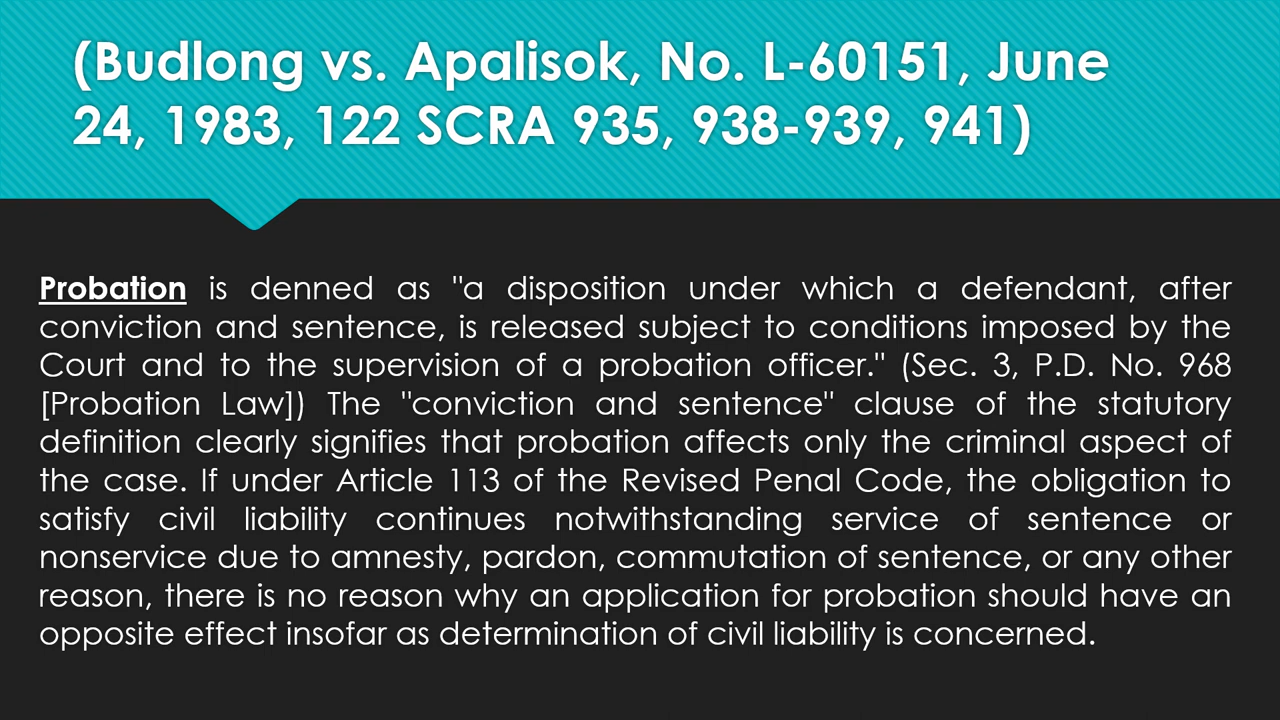 (Budlong vs. Apalisok, No. L-60151, June
24, 1983, 122 SCRA 935, 938-939, 941)
Probation is denned as "a disposition under which a defendant, after
conviction and sentence, is released subject to conditions imposed by the
Court and to the supervision of a probation officer." (Sec. 3, P.D. No. 968
[Probation Law]) The "conviction and sentence" clause of the statutory
definition clearly signifies that probation affects only the criminal aspect of
the case. If under Article 113 of the Revised Penal Code, the obligation to
satisfy civil liability continues notwithstanding service of sentence or
nonservice due to amnesty, pardon, commutation of sentence, or any other
reason, there is no reason why an application for probation should have an
opposite effect insofar as determination of civil liability is concerned.